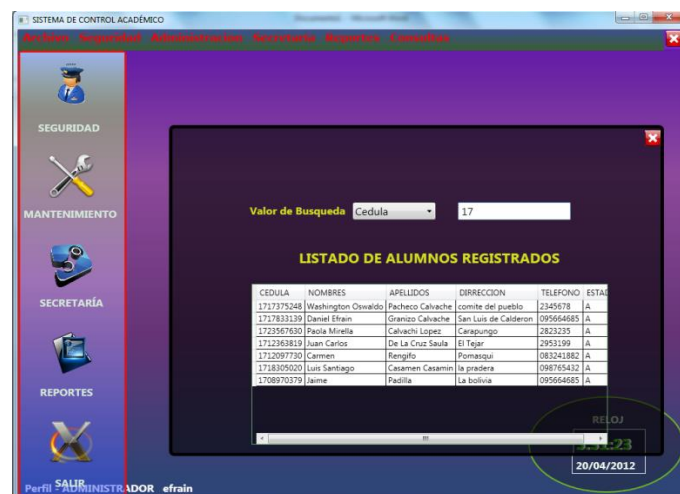 SISTEMA DE CONTROL ACADÉMICO
Archivo Seguridad Administracion Secretaria Reportes Consultas
SEGURIDAD
MANTENIMIENTO
SECRETARÍA
REPORTES
SALIR
Valor de Busqueda Cedula 17
LISTADO DE ALUMNOS REGISTRADOS
CEDULA NOMBRES APELLIDOS DIRRECCION TELEFONO ESTAD
1717375248 Washington Oswaldo Pacheco Calvache comite del pueblo 2345678 A
1717833139 Daniel Efrain Granizo Calvache San Luis de Calderon 095664685 A
1723567630 Paola Mirella Calvachi Lopez Carapungo 2823235 A
1712363819 Juan Carlos De La Cruz Saula El Tejar 2953199 A
1712097730 Carmen Rengifo Pomasqui 083241882 A
1718305020 Luis Santiago Casamen Casamin la pradera 098765432 A
1708970379 Jaime Padilla La bolivia 095664685 A
RELOJ
20/04/2012
Perfil - ADMINISTRADOR efrain